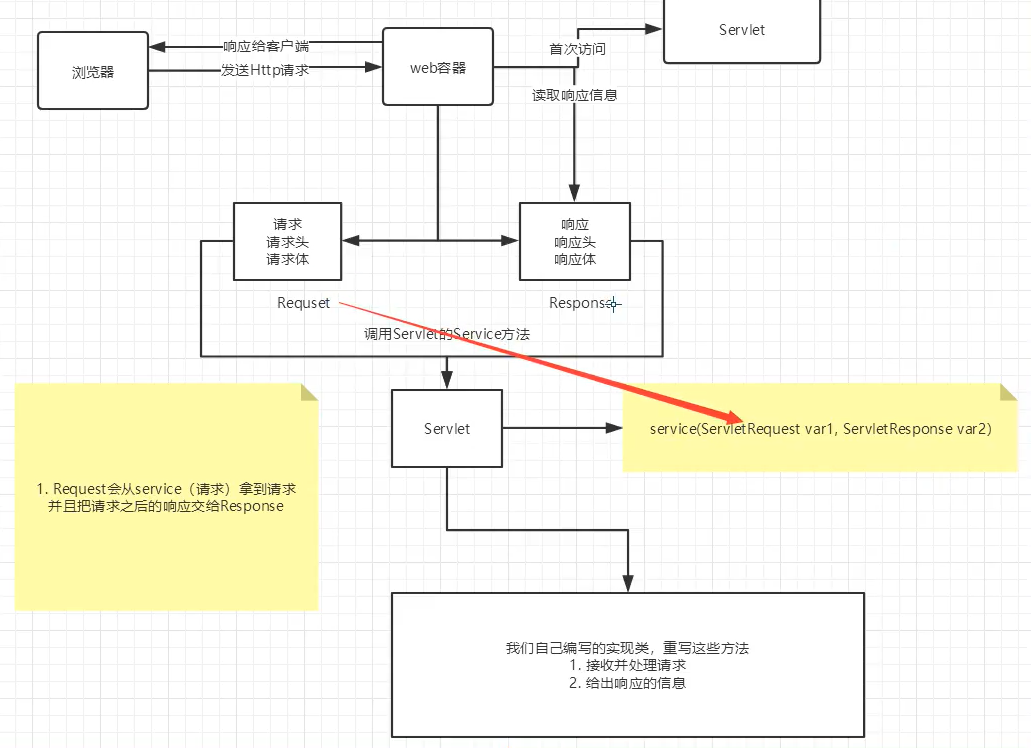 Servlet
响应给客户端
首次访问
浏览器
发送Http请求
web容器
读取响应信息
请求
请求头
请求体
响应
响应头
响应体
Requset
Respons
调用Servlet的Service方法
Servlet
service(ServletRequest var1, ServletResponse var2)
1. Request会从service（请求）拿到请求
并且把请求之后的响应交给Response
我们自己编写的实现类，重写这些方法
1. 接收并处理请求
2. 给出响应的信息